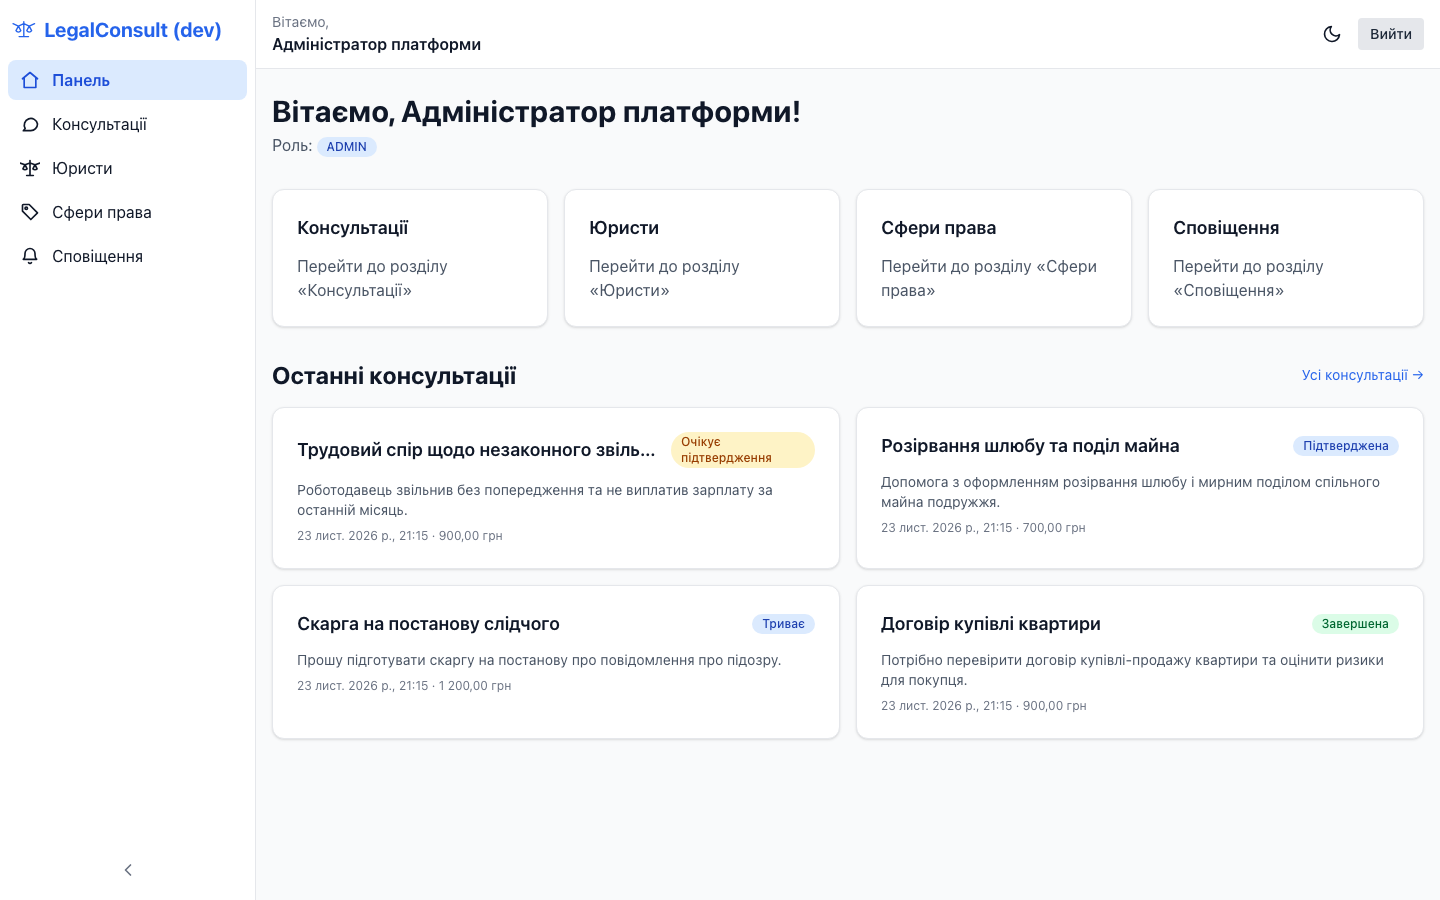 LegalConsult (dev)
Панель
Консультації
Юристи
Сфери права
Сповіщення
Вітаємо,
Адміністратор платформи
Вийти
Вітаємо, Адміністратор платформи!
Роль: ADMIN
Консультації
Перейти до розділу
«Консультації»
Юристи
Перейти до розділу
«Юристи»
Сфери права
Перейти до розділу «Сфери
права»
Сповіщення
Перейти до розділу
«Сповіщення»
Останні консультації
Усі консультації →
Трудовий спір щодо незаконного звіль...
Очікує
підтвердження
Роботодавець звільнив без попередження та не виплатив зарплату за
останній місяць.
23 лист. 2026 р., 21:15 · 900,00 грн
Розірвання шлюбу та поділ майна
Підтверджена
Допомога з оформленням розірвання шлюбу і мирним поділом спільного
майна подружжя.
23 лист. 2026 р., 21:15 · 700,00 грн
Скарга на постанову слідчого
Триває
Прошу підготувати скаргу на постанову про повідомлення про підозру.
23 лист. 2026 р., 21:15 · 1 200,00 грн
Договір купівлі квартири
Завершена
Потрібно перевірити договір купівлі-продажу квартири та оцінити ризики
для покупця.
23 лист. 2026 р., 21:15 · 900,00 грн